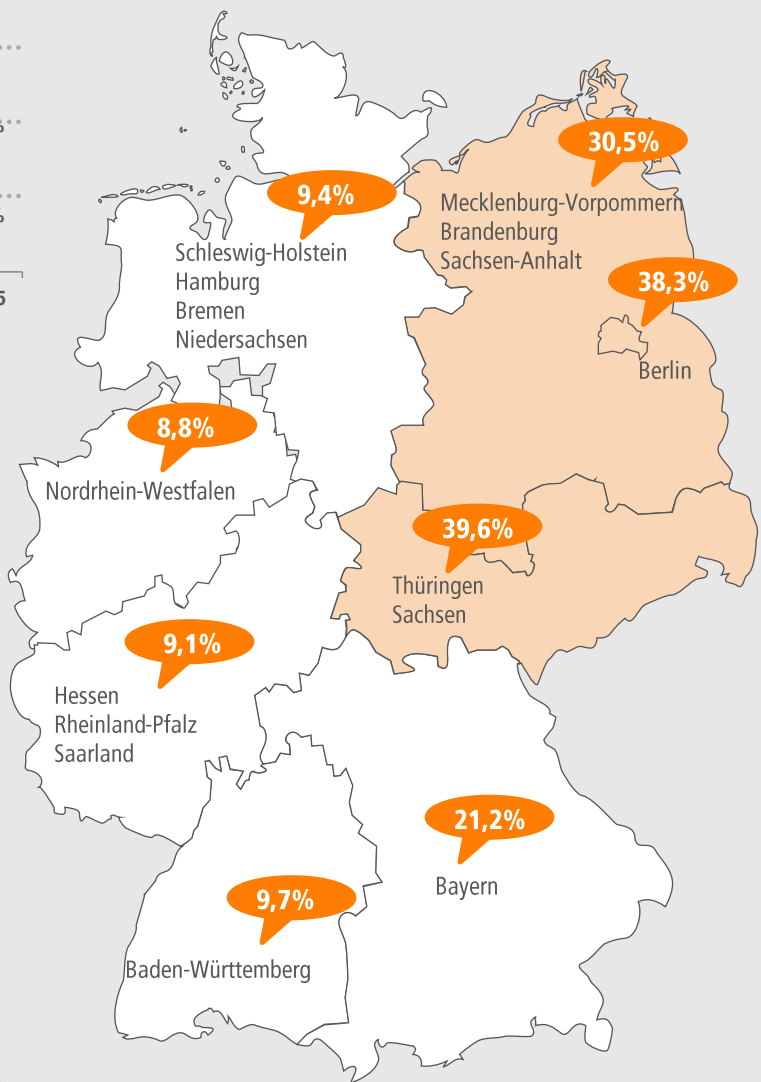 30,5%
Mecklenburg-Vorpommern
Brandenburg
Sachsen-Anhalt
9,4%
Schleswig-Holstein
Hamburg
Bremen
Niedersachsen
38,3%
Berlin
8,8%
Nordrhein-Westfalen
39,6%
Thüringen
Sachsen
9,1%
Hessen
Rheinland-Pfalz
Saarland
21,2%
Bayern
9,7%
Baden-Württemberg